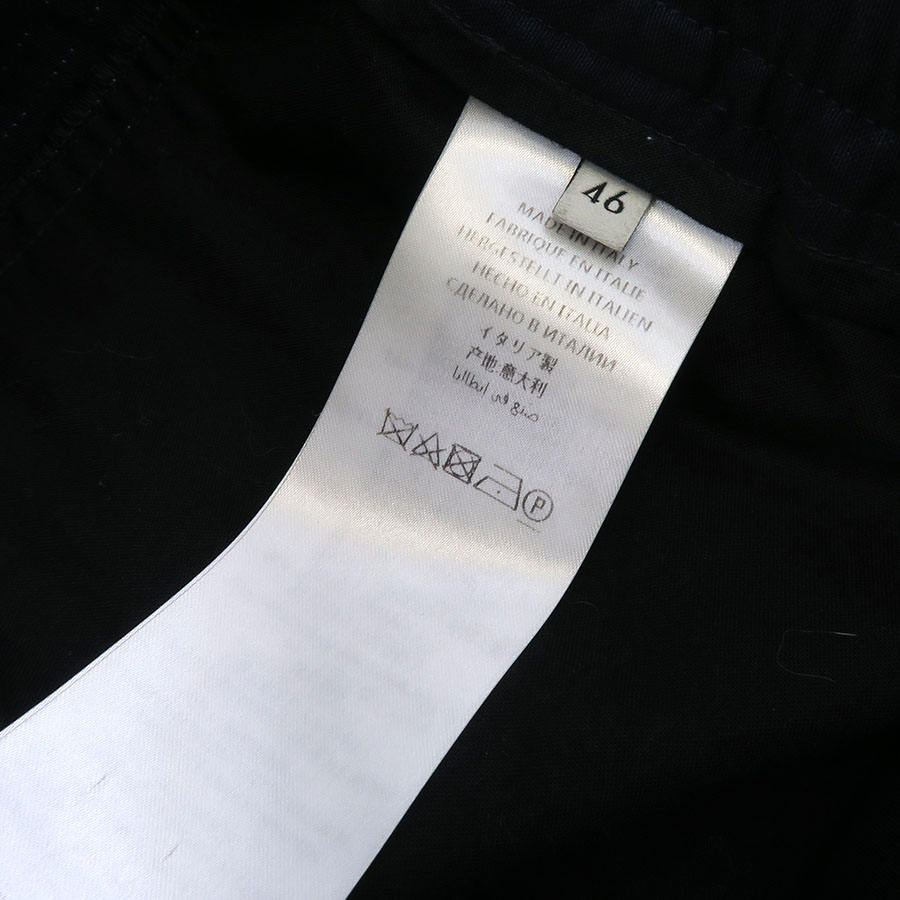 46
MADE IN ITALY
FABRIQUE EN ITALIE
HERGESTELLT IN ITALIEN
HECHO EN ITALIA
СДЕЛАНО В ИТАЛИИ
イタリア製
产地:意大利
P